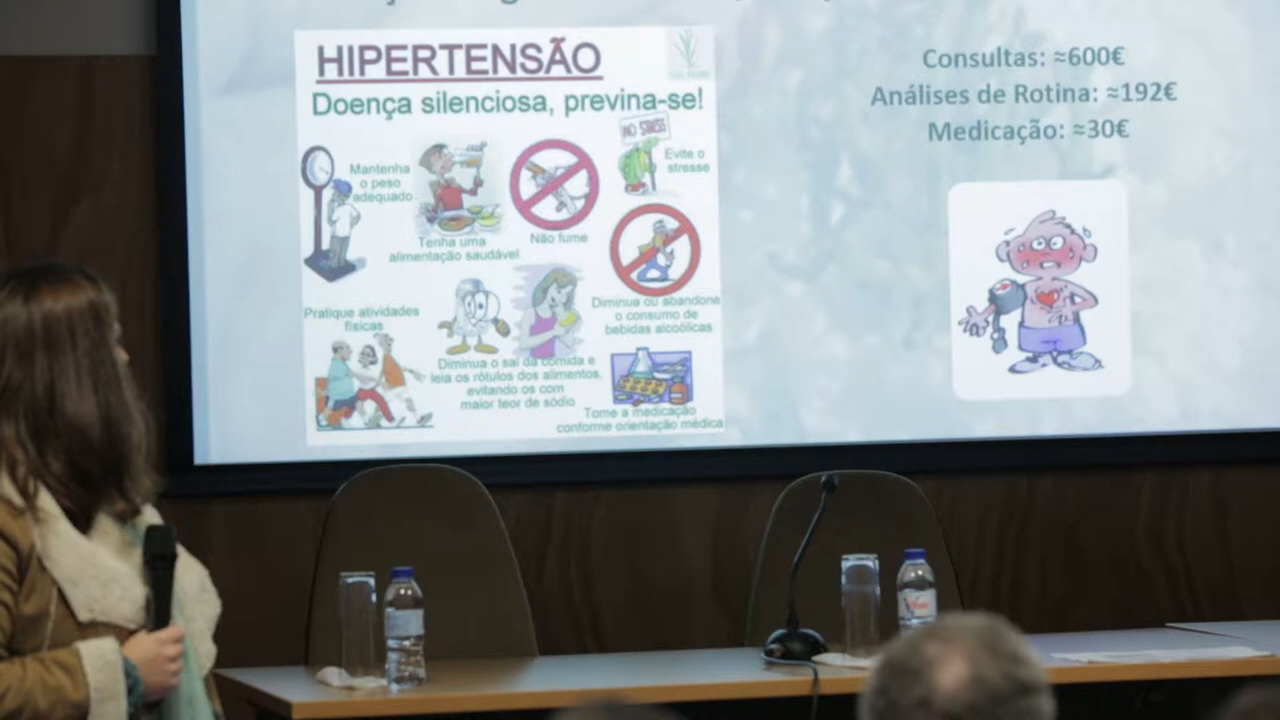 HIPERTENSÃO
Doença silenciosa, previna-se!
NO STRESS
Evite o
stresse
Mantenha
o peso
adequado
Tenha uma
alimentação saudável
Não fume
Diminua ou abandone
o consumo de
bebidas alcoólicas
Pratique atividades
físicas
Diminua o sal da comida e
leia os rótulos dos alimentos,
evitando os com
maior teor de sódio
Tome a medicação
conforme orientação médica
Consultas: ≈600€
Análises de Rotina: ≈192€
Medicação: ≈30€